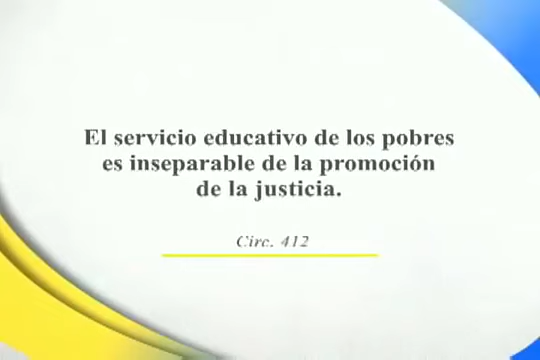 El servicio educativo de los pobres
es inseparable de la promoción
de la justicia.
Circ. 412